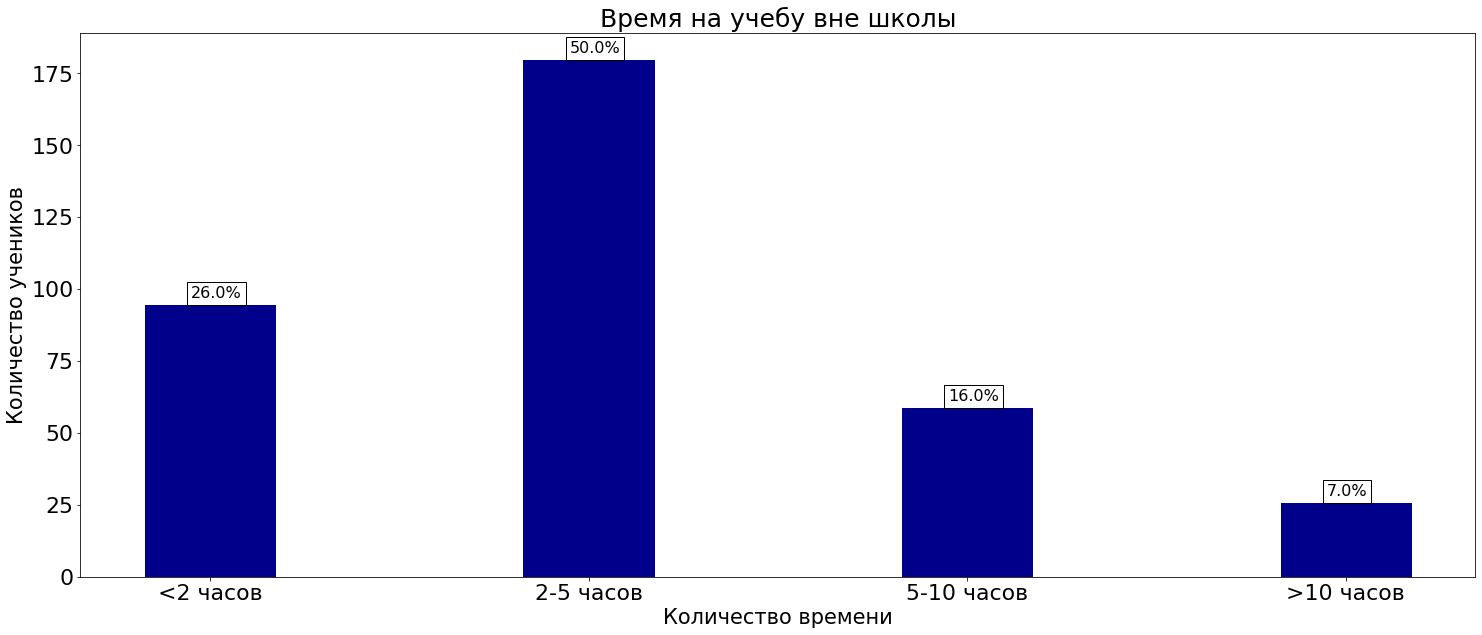 Время на учебу вне школы
50.0%
26.0%
16.0%
7.0%
175
150
125
100
75
50
25
0
Количество учеников
<2 часов
2-5 часов
5-10 часов
>10 часов
Количество времени